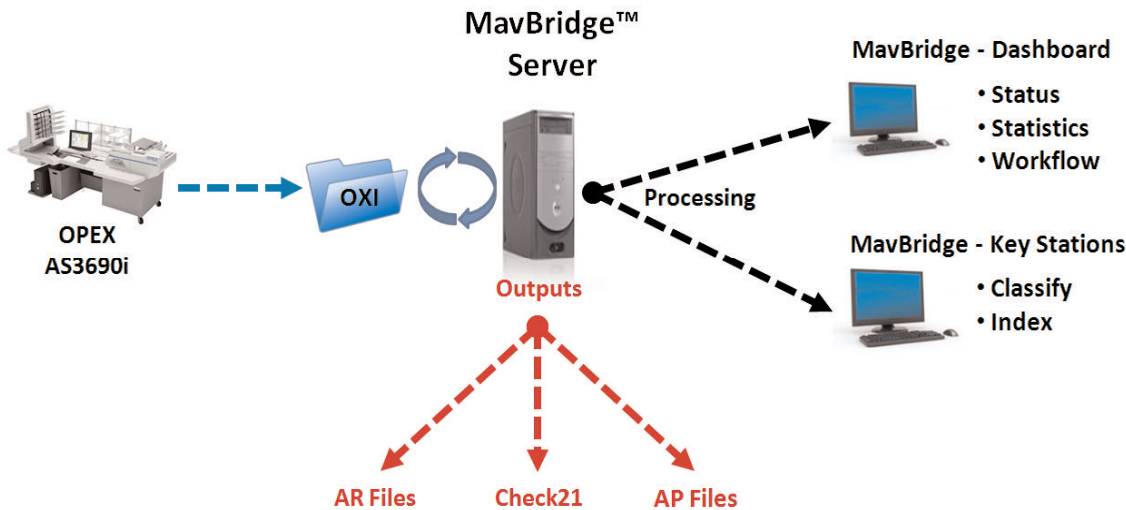 MavBridge™
Server
OPEX
AS3690i
OXI
Outputs
Processing
MavBridge - Dashboard
• Status
• Statistics
• Workflow
MavBridge - Key Stations
• Classify
• Index
AR Files
Check21
AP Files